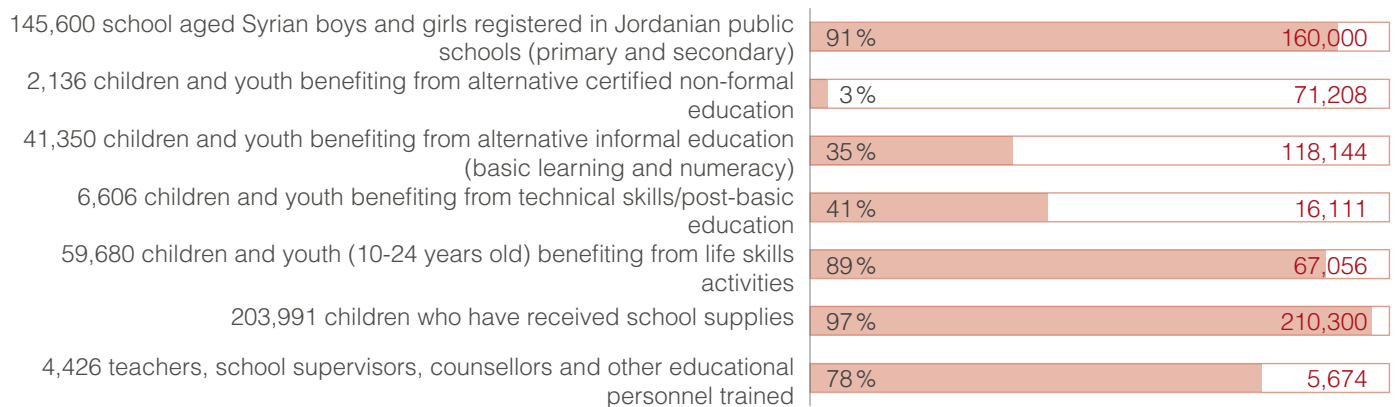 145,600 school aged Syrian boys and girls registered in Jordanian public
schools (primary and secondary)
91% 160,000
2,136 children and youth benefiting from alternative certified non-formal
education
3% 71,208
41,350 children and youth benefiting from alternative informal education
(basic learning and numeracy)
35% 118,144
6,606 children and youth benefiting from technical skills/post-basic
education
41% 16,111
59,680 children and youth (10-24 years old) benefiting from life skills
activities
89% 67,056
203,991 children who have received school supplies
97% 210,300
4,426 teachers, school supervisors, counsellors and other educational
personnel trained
78% 5,674